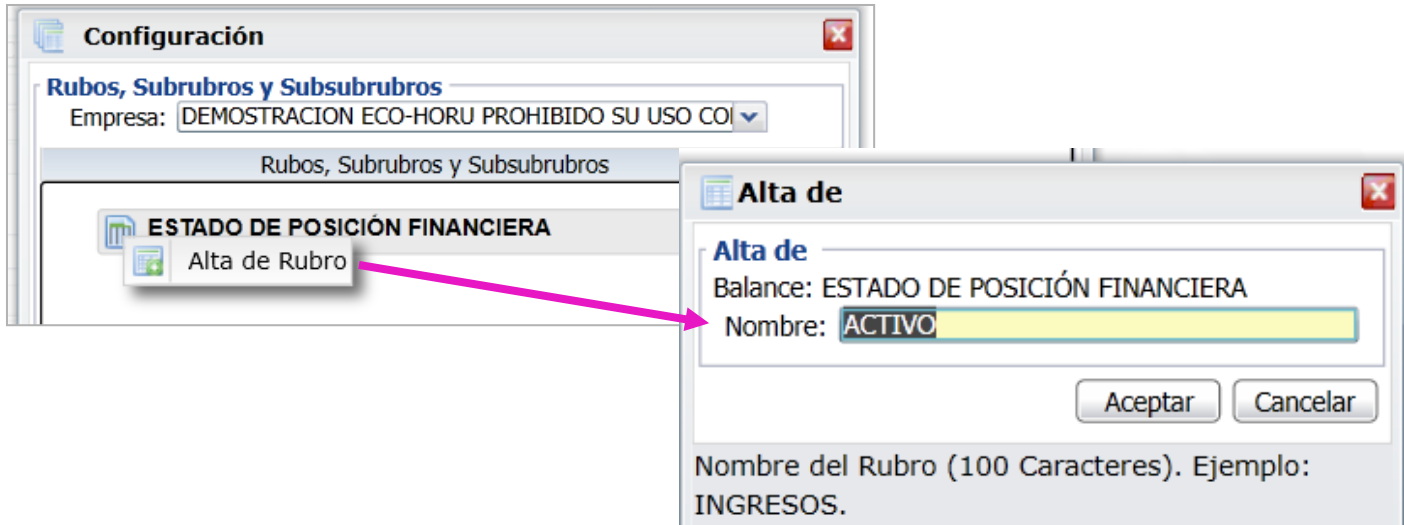 Configuración
Rubos, Subrubros y Subsubrubros
Empresa: DEMOSTRACION ECO-HORU PROHIBIDO SU USO CO
Rubos, Subrubros y Subsubrubros
ESTADO DE POSICIÓN FINANCIERA
Alta de Rubro
Alta de
Alta de
Balance: ESTADO DE POSICIÓN FINANCIERA
Nombre: ACTIVO
Aceptar Cancelar
Nombre del Rubro (100 Caracteres). Ejemplo:
INGRESOS.